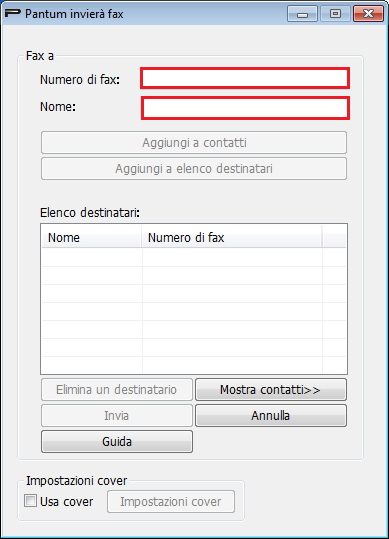 Pantum invierà fax
Fax a
Numero di fax:
Nome:
Aggiungi a contatti
Aggiungi a elenco destinatari
Elenco destinatari:
Nome Numero di fax
Elimina un destinatario Mostra contatti>>
Invia Annulla
Guida
Impostazioni cover
Usa cover Impostazioni cover